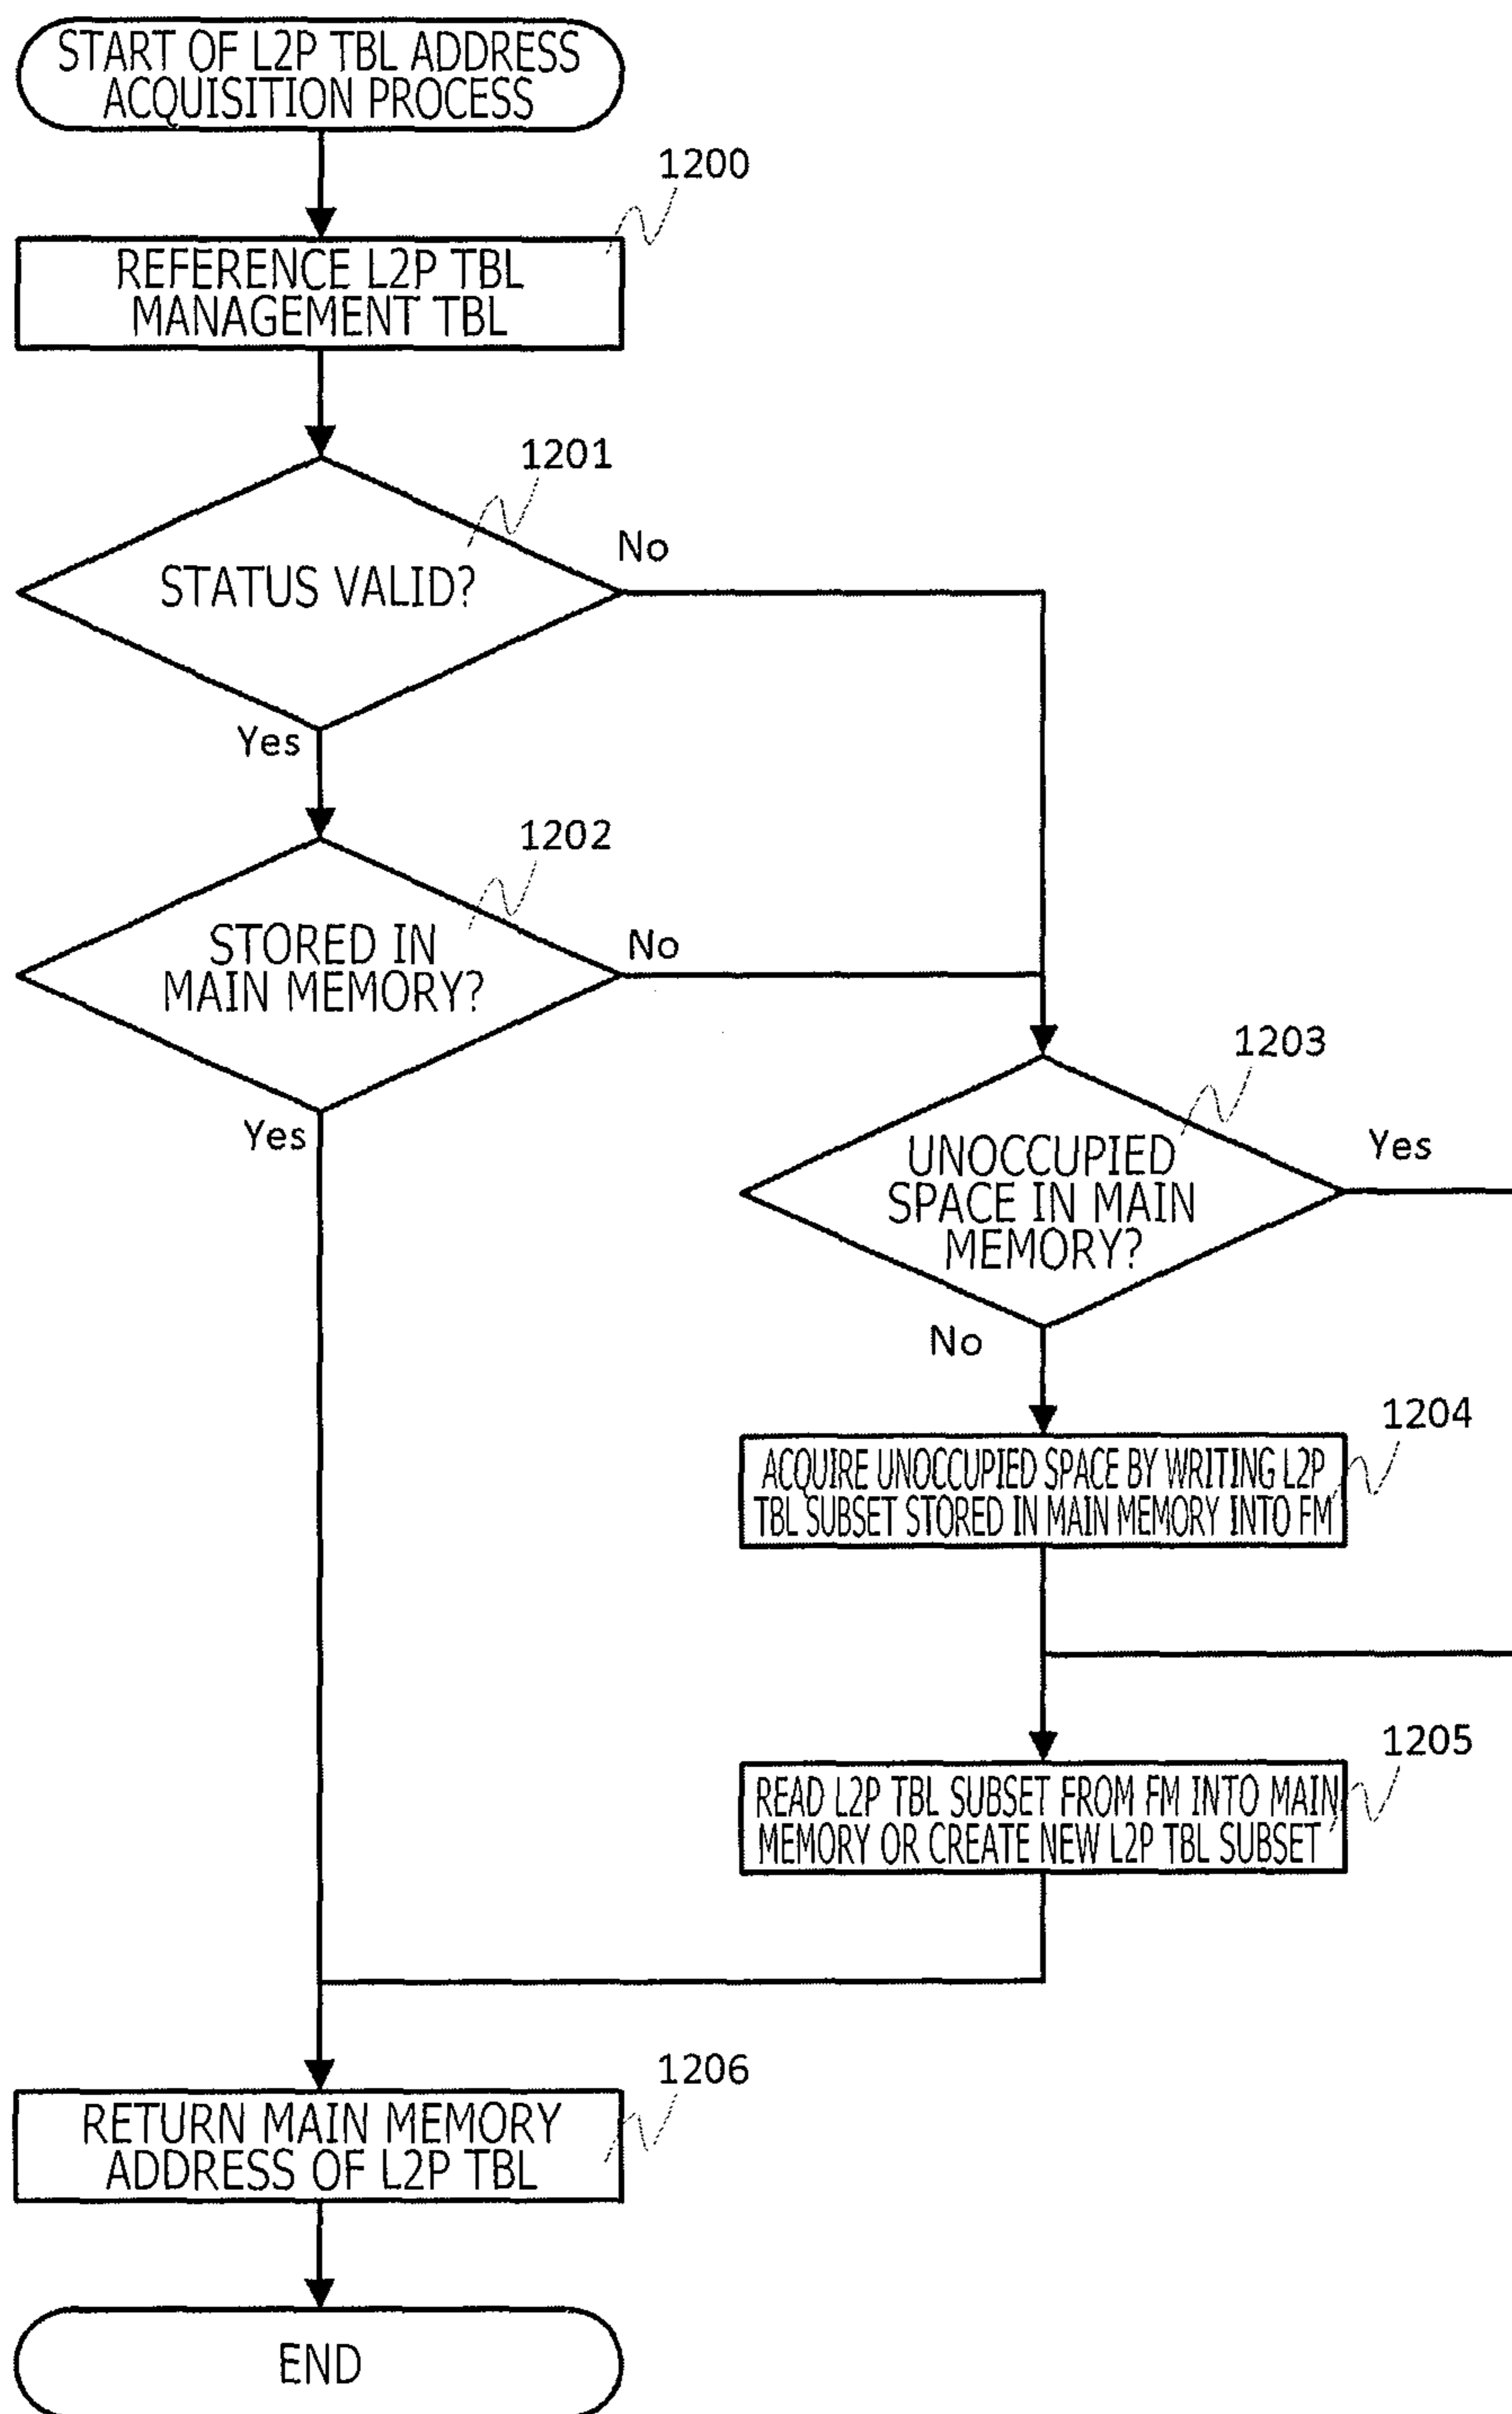 START OF L2P TBL ADDRESS
ACQUISITION PROCESS
1200
REFERENCE L2P TBL
MANAGEMENT TBL
1201
No
STATUS VALID?
Yes
1202
STORED IN
MAIN MEMORY?
No
Yes
1203
UNOCCUPIED
SPACE IN MAIN
MEMORY?
Yes
No
1204
ACQUIRE UNOCCUPIED SPACE BY WRITING L2P
TBL SUBSET STORED IN MAIN MEMORY INTO FM
1205
READ L2P TBL SUBSET FROM FM INTO MAIN
MEMORY OR CREATE NEW L2P TBL SUBSET
1206
RETURN MAIN MEMORY
ADDRESS OF L2P TBL
END